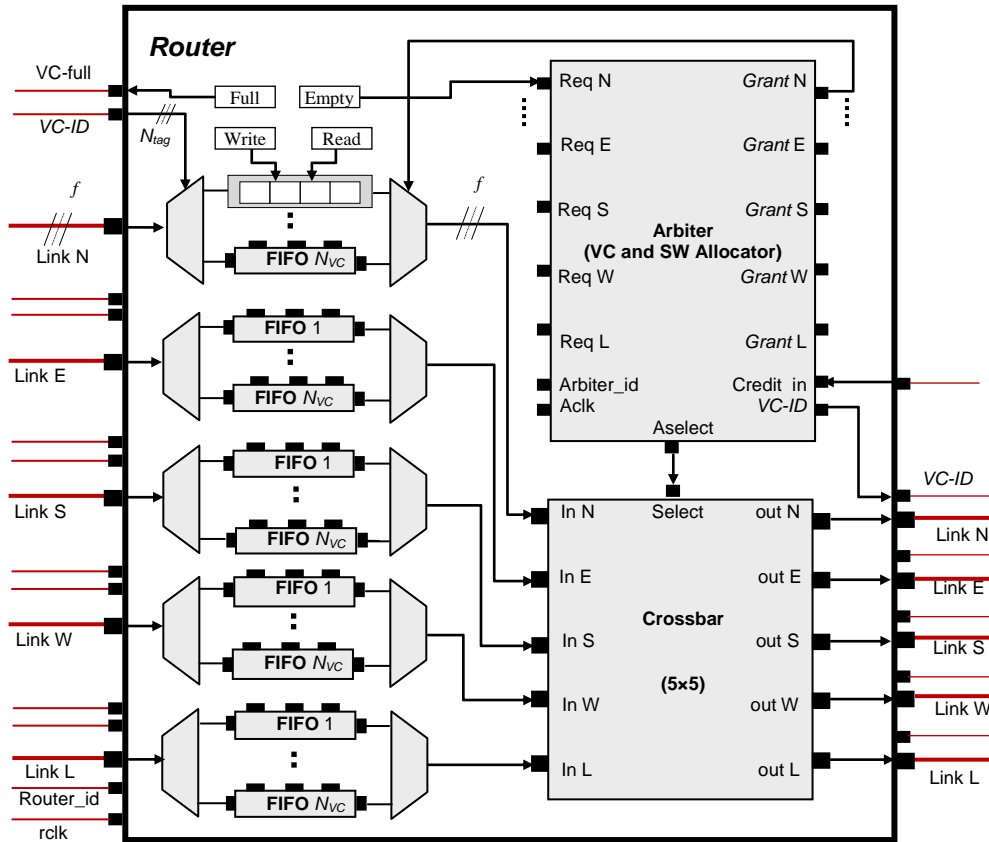 Router
VC-full
VC-ID
Ntag
Full
Empty
Write
Read
f
Link N
f
FIFO NVC
Link E
FIFO 1
FIFO NVC
Link S
FIFO 1
FIFO NVC
Link W
FIFO 1
FIFO NVC
Link L
FIFO 1
FIFO NVC
Router_id
rclk
Req N
Grant N
Req E
Grant E
Req S
Grant S
Arbiter
(VC and SW Allocator)
Req W
Grant W
Req L
Grant L
Arbiter_id
Credit_in
Aclk
VC-ID
Aselect
Select
In N
out N
In E
out E
Crossbar
In S
out S
(5×5)
In W
out W
In L
out L
VC-ID
Link N
Link E
Link S
Link W
Link L